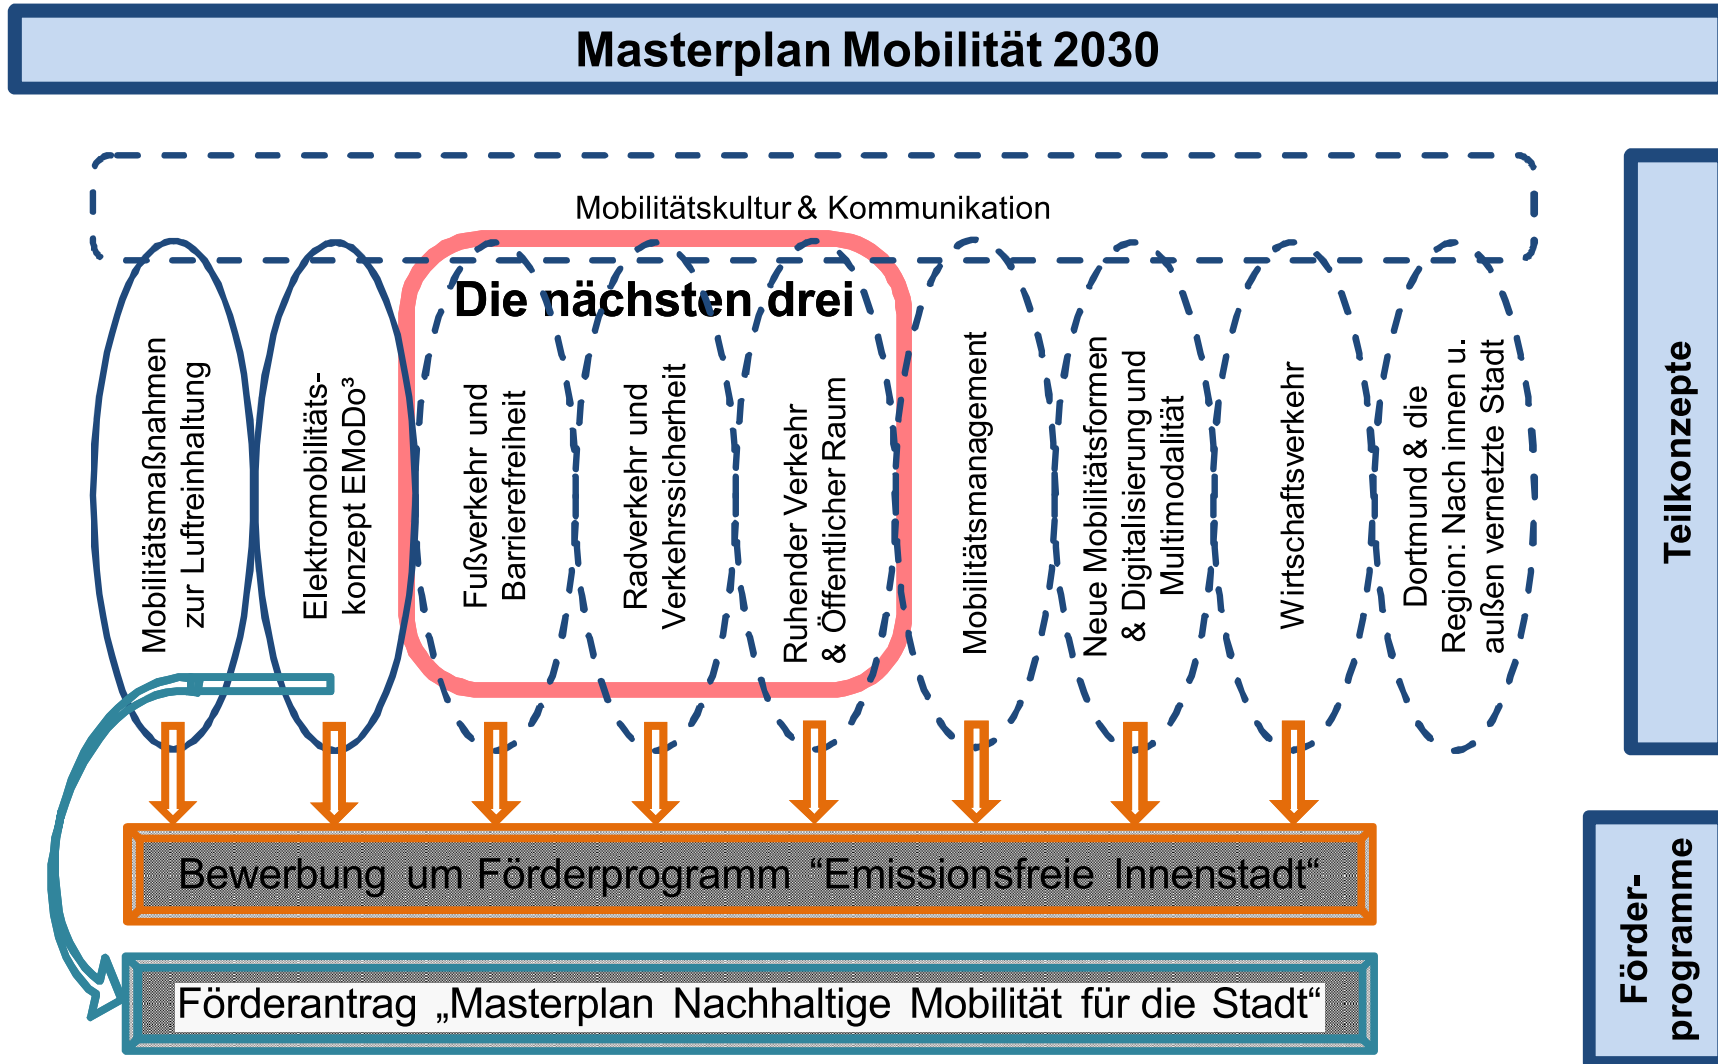 Masterplan Mobilität 2030
Mobilitätskultur & Kommunikation
Die nächsten drei
Mobilitätsmaßnahmen
zur Luftreinhaltung
Elektromobilitäts-
konzept EMoDo³
Fußverkehr und
Barrierefreiheit
Radverkehr und
Verkehrssicherheit
Ruhender Verkehr
& Öffentlicher Raum
Mobilitätsmanagement
Neue Mobilitätsformen
& Digitalisierung und
Multimodalität
Wirtschaftsverkehr
Dortmund & die
Region: Nach innen u.
außen vernetzte Stadt
Teilkonzepte
Bewerbung um Förderprogramm “Emissionsfreie Innenstadt“
Förderantrag „Masterplan Nachhaltige Mobilität für die Stadt“
Förder-
programme